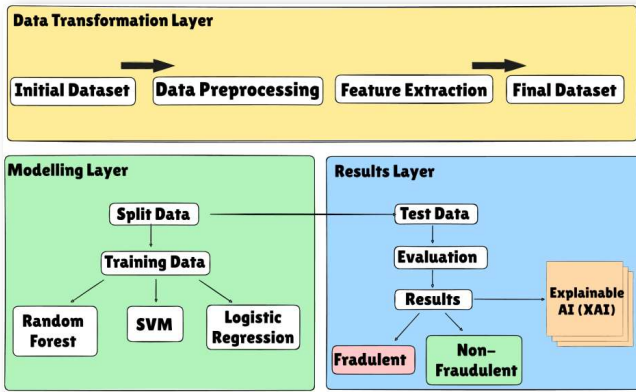 Data Transformation Layer
Initial Dataset
Data Preprocessing
Feature Extraction
Final Dataset
Modelling Layer
Split Data
Training Data
Random
Forest
SVM
Logistic
Regression
Results Layer
Test Data
Evaluation
Results
Explainable
AI (XAI)
Fradulent
Non-
Fraudulent